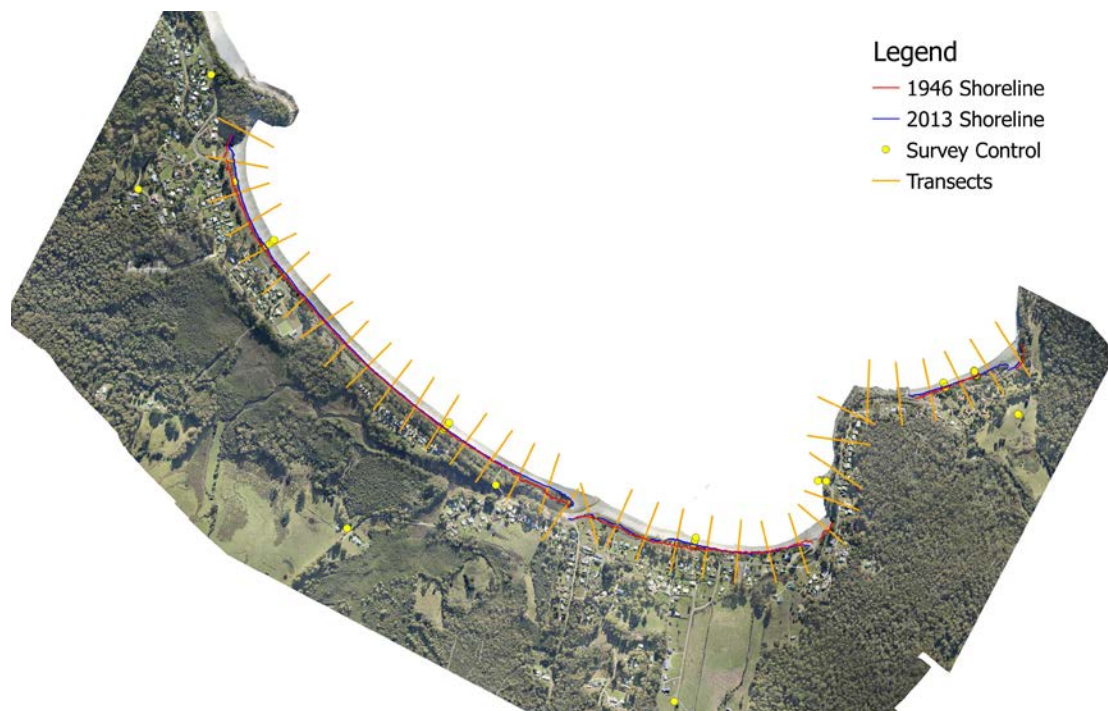 Legend
1946 Shoreline
2013 Shoreline
Survey Control
Transects